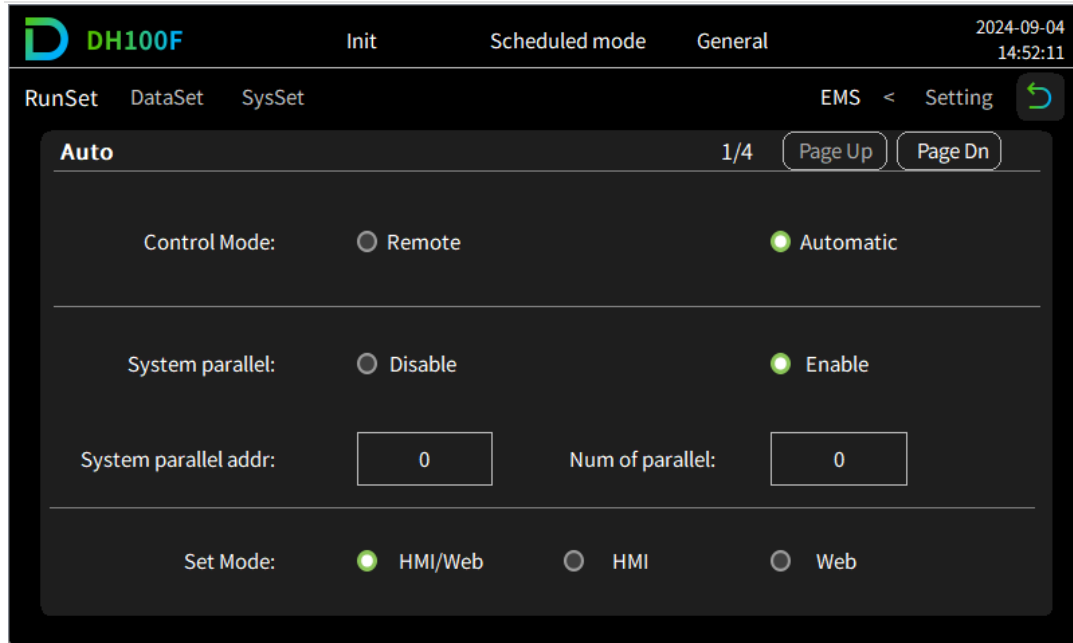 DH100F Init Scheduled mode General 2024-09-04
14:52:11
RunSet DataSet SysSet EMS < Setting
Auto 1/4 Page Up Page Dn
Control Mode: Remote Automatic
System parallel: Disable Enable
System parallel addr: 0 Num of parallel: 0
Set Mode: HMI/Web HMI Web